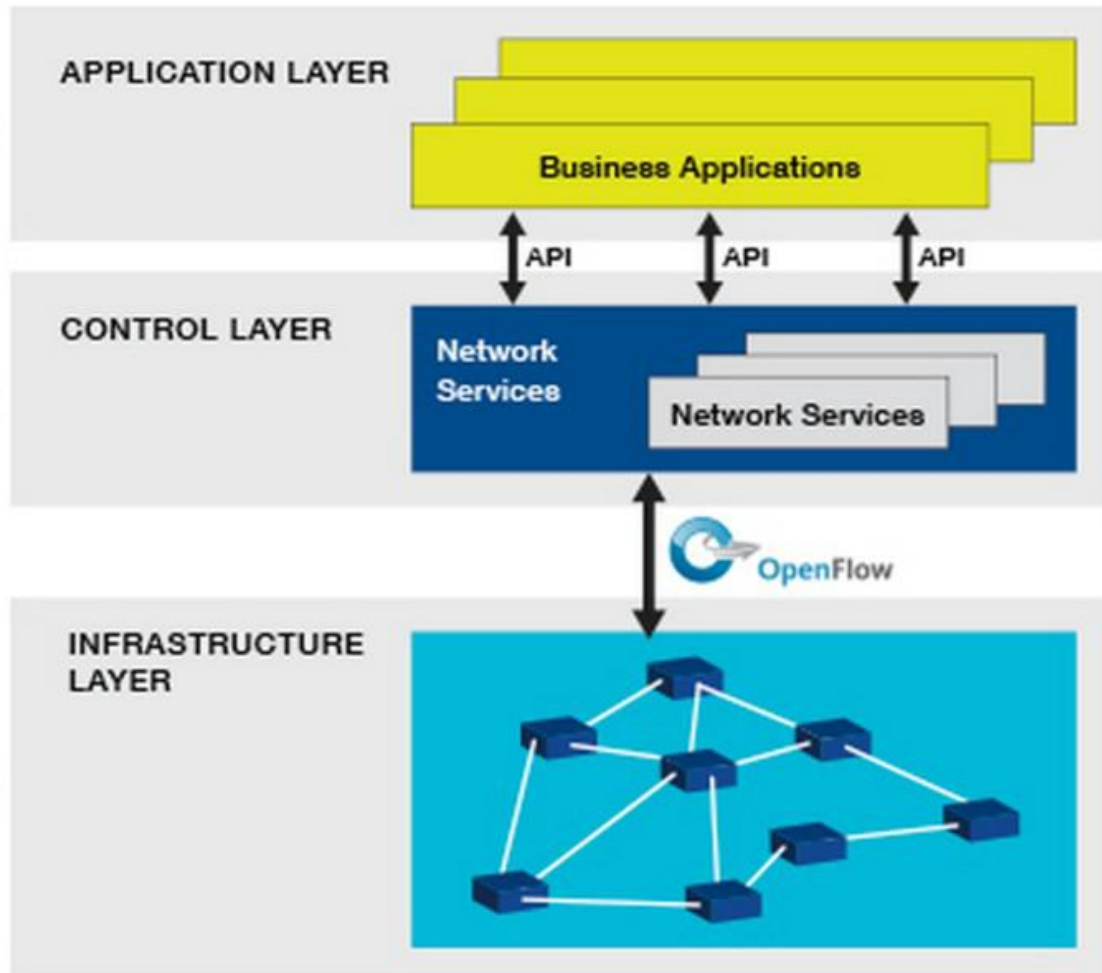 APPLICATION LAYER
Business Applications
API
API
API
CONTROL LAYER
Network
Services
Network Services
OpenFlow
INFRASTRUCTURE
LAYER